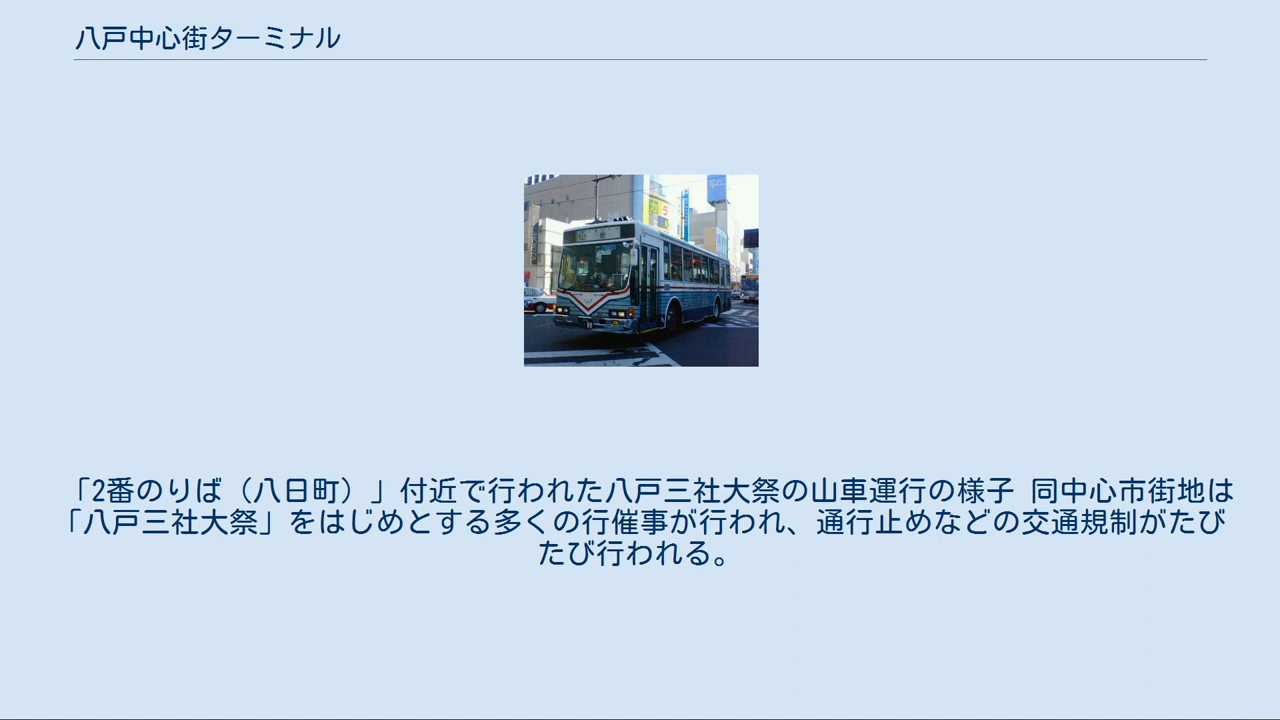 八戸中心街ターミナル
「2番のりば（八日町）」付近で行われた八戸三社大祭の山車運行の様子 同中心市街地は
「八戸三社大祭」をはじめとする多くの行催事が行われ、通行止めなどの交通規制がたび
たび行われる。